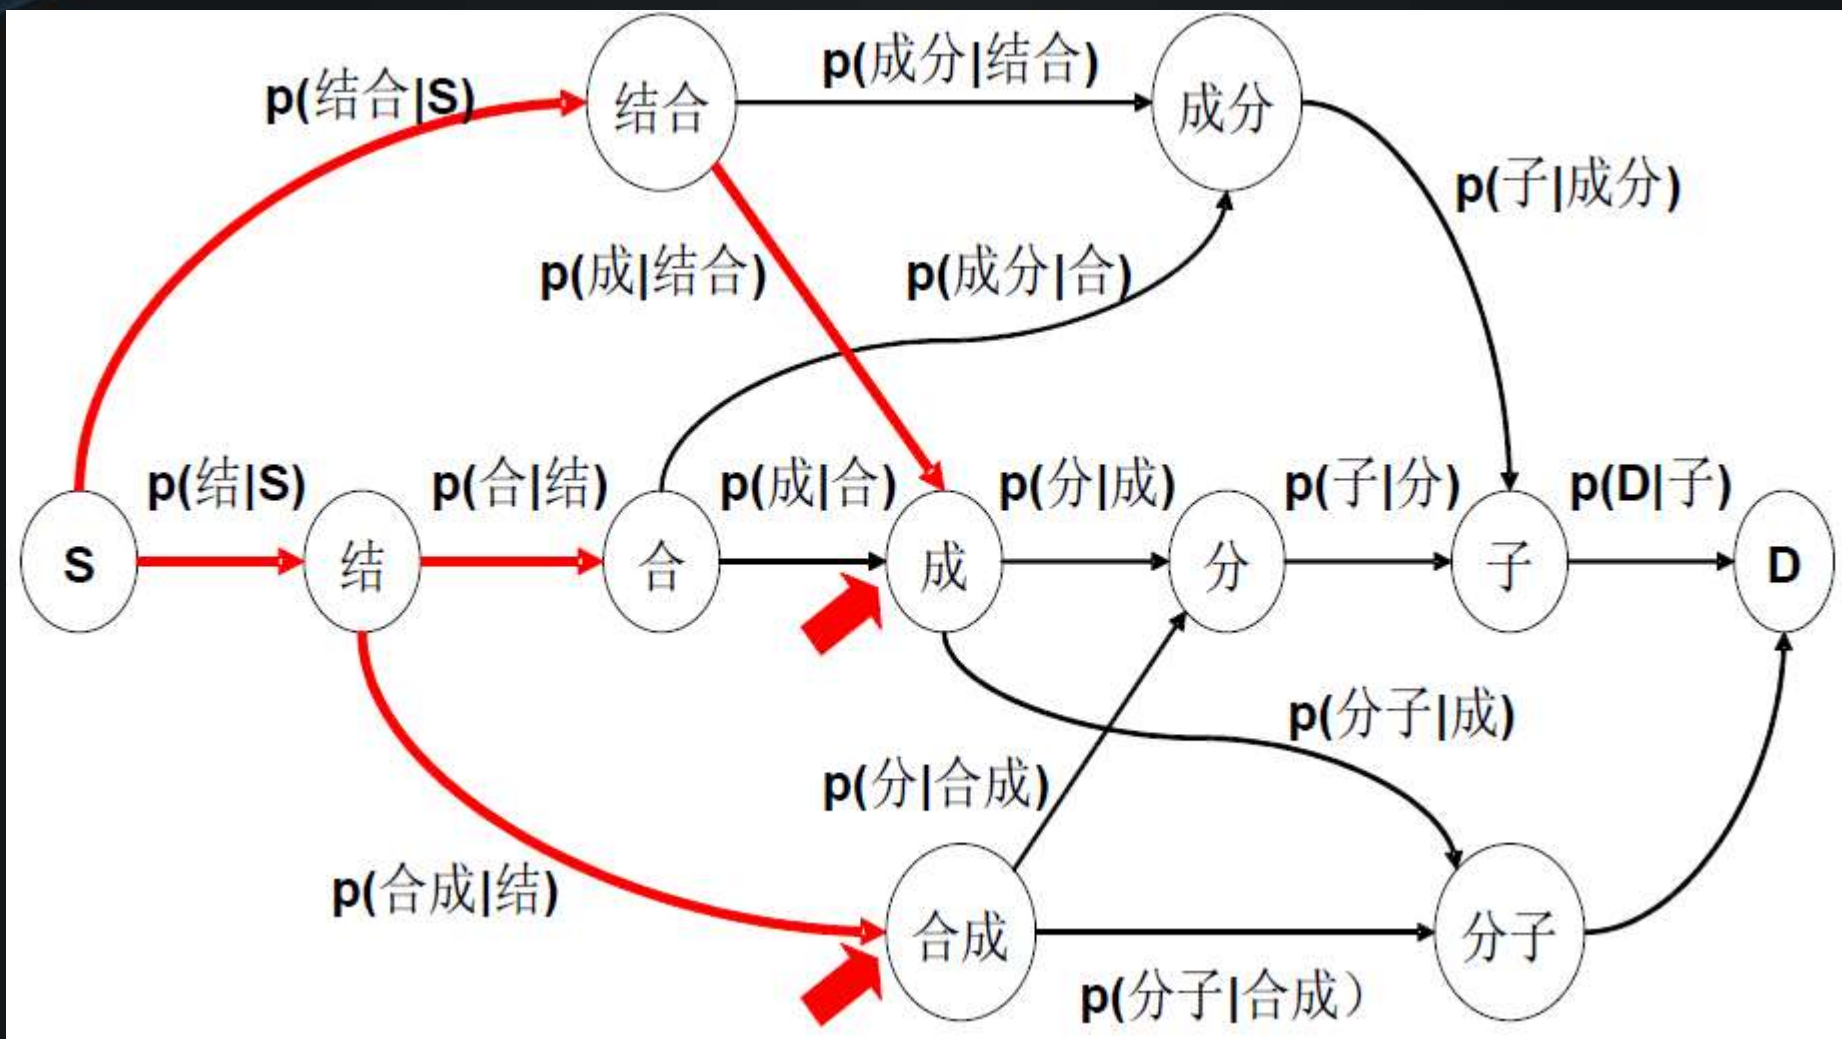 p(成分|结合)
p(结合|S)
结合
成分
p(子|成分)
p(成|结合)
p(成分|合)
p(结|S)
p(合|结)
p(成|合)
p(分|成)
p(子|分)
p(D|子)
S
结
合
成
分
子
D
p(分子|成)
p(分|合成)
p(合成|结)
合成
分子
p(分子|合成）